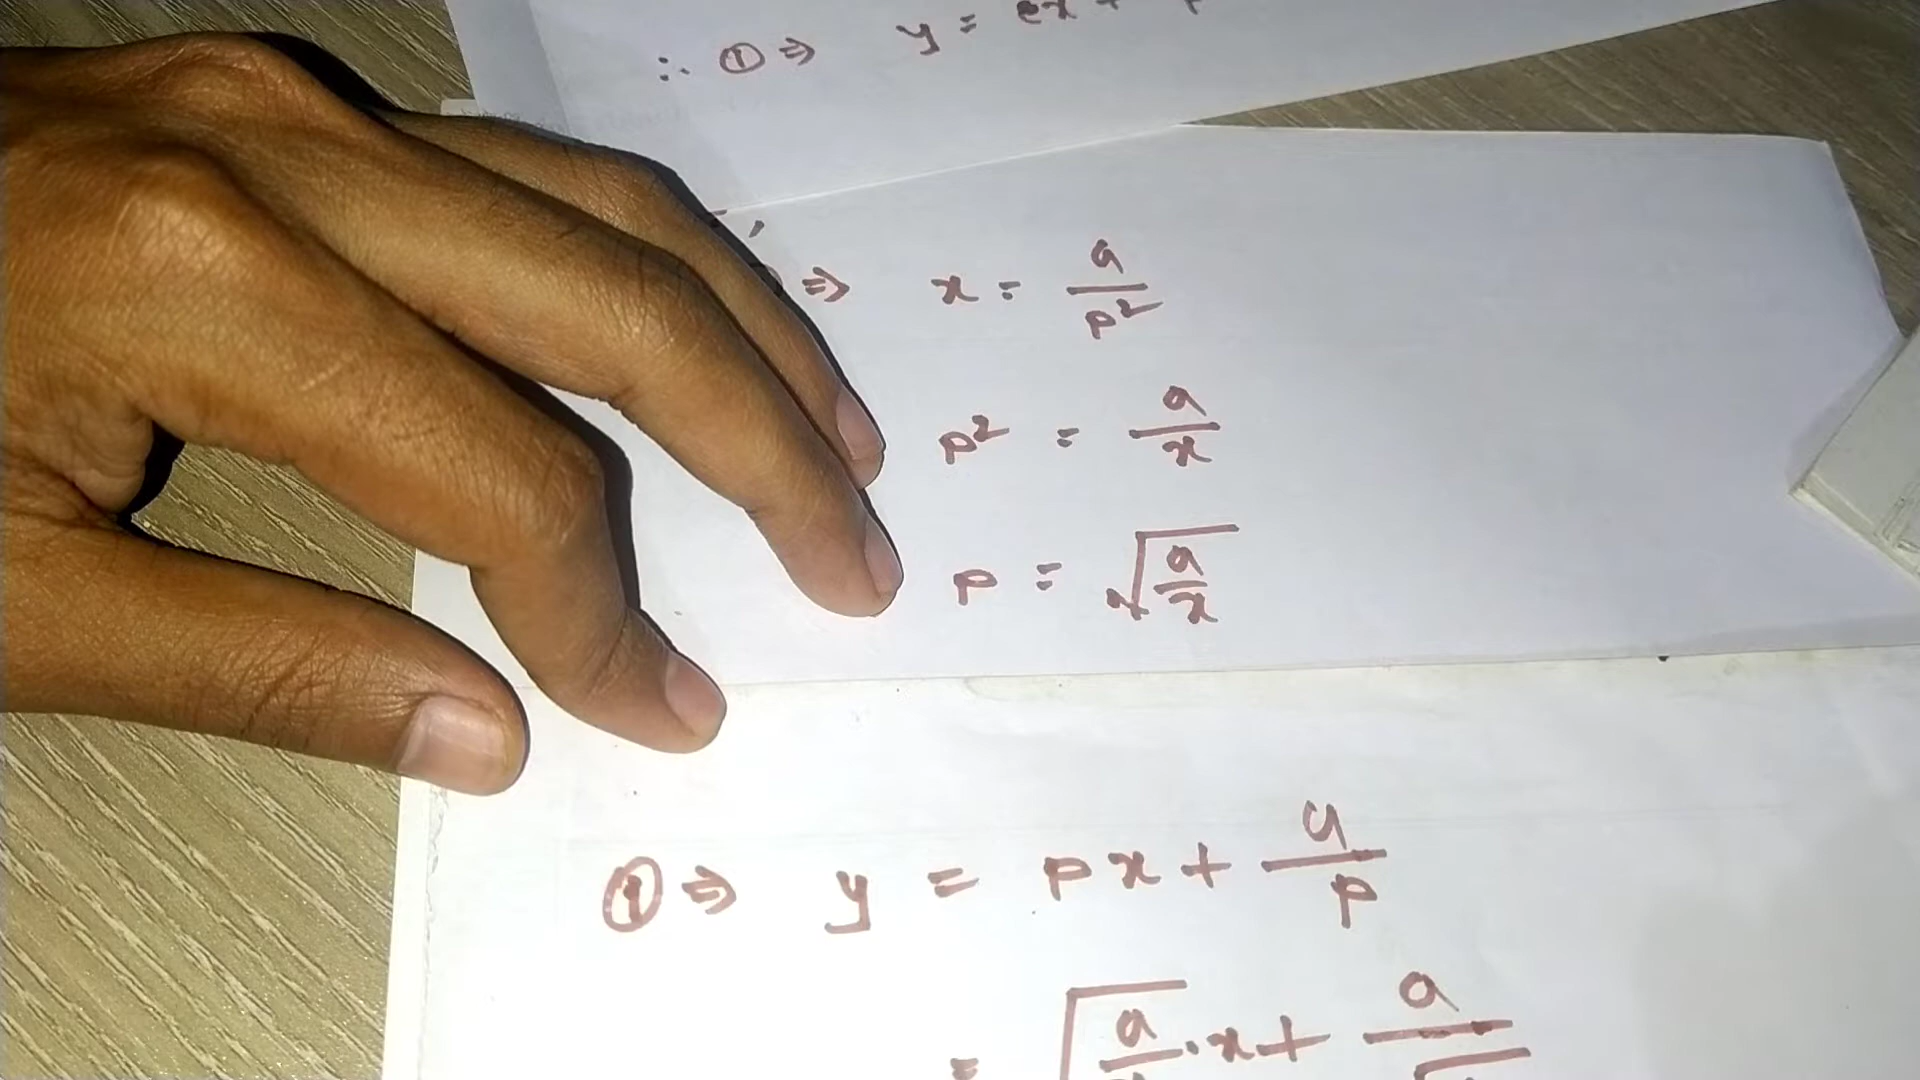 ∴ ① ⇒ y = cx +
⇒ x = a/p²
p² = a/x
p = √(a/x)
① ⇒ y = px + a/p
= √a · x + a/√